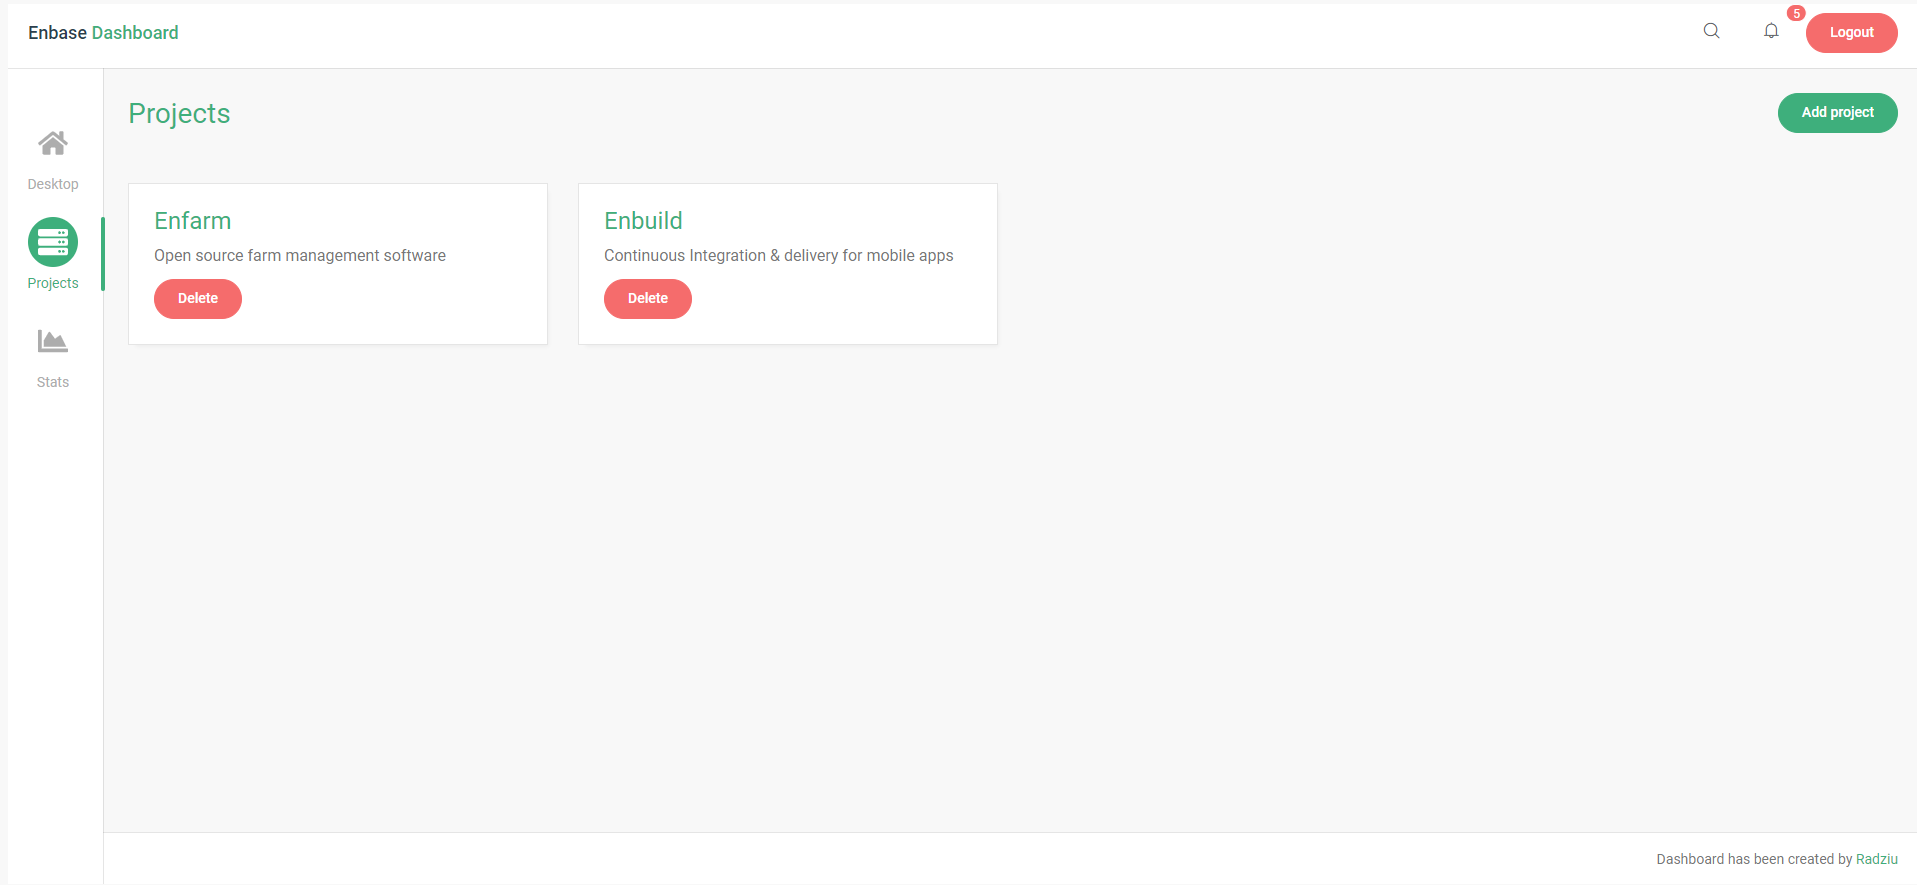 Enbase Dashboard
5
Logout
Projects
Add project
Desktop
Projects
Stats
Enfarm
Open source farm management software
Delete
Enbuild
Continuous Integration & delivery for mobile apps
Delete
Dashboard has been created by Radziu